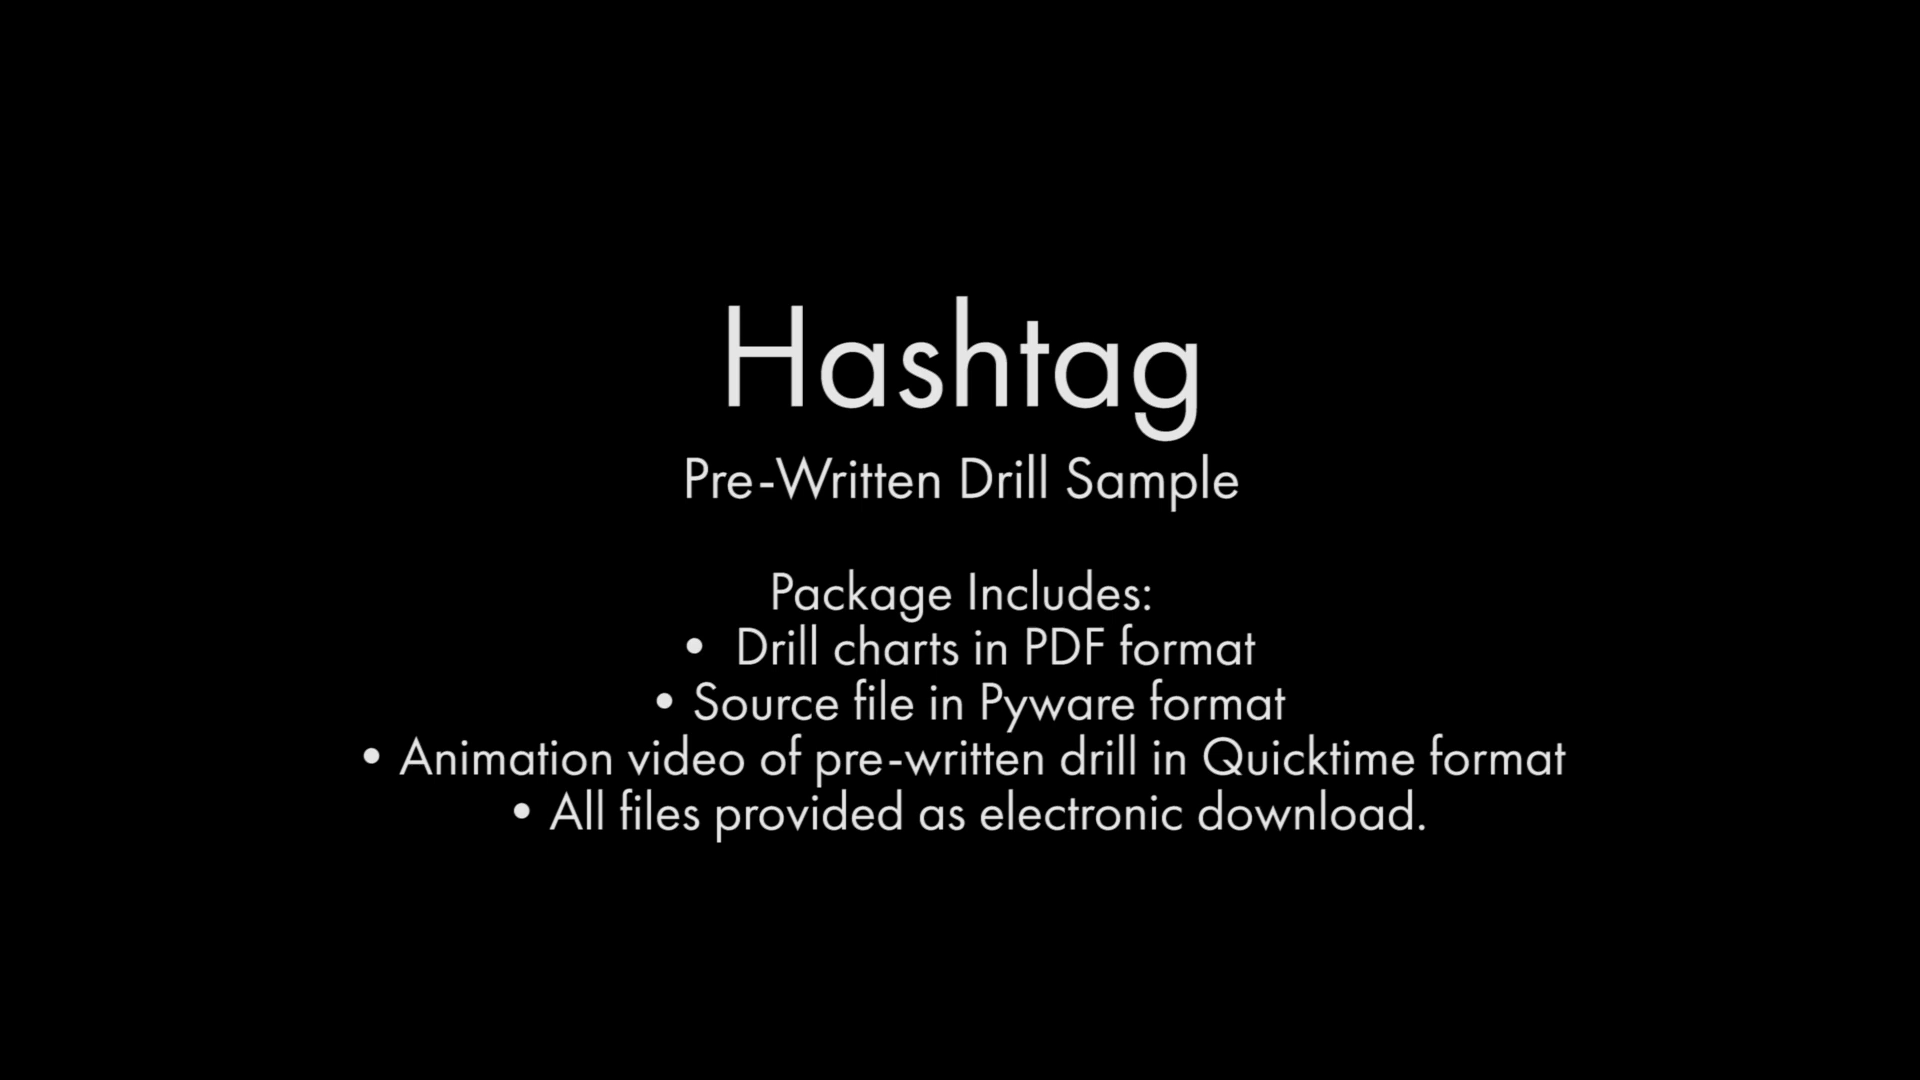 Hashtag
Pre-Written Drill Sample
Package Includes:
• Drill charts in PDF format
• Source file in Pyware format
• Animation video of pre-written drill in Quicktime format
• All files provided as electronic download.